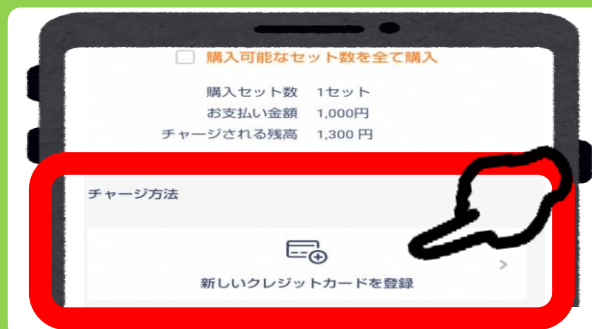 購入可能なセット数を全て購入
購入セット数 1セット
お支払い金額 1,000円
チャージされる残高 1,300 円
チャージ方法
新しいクレジットカードを登録